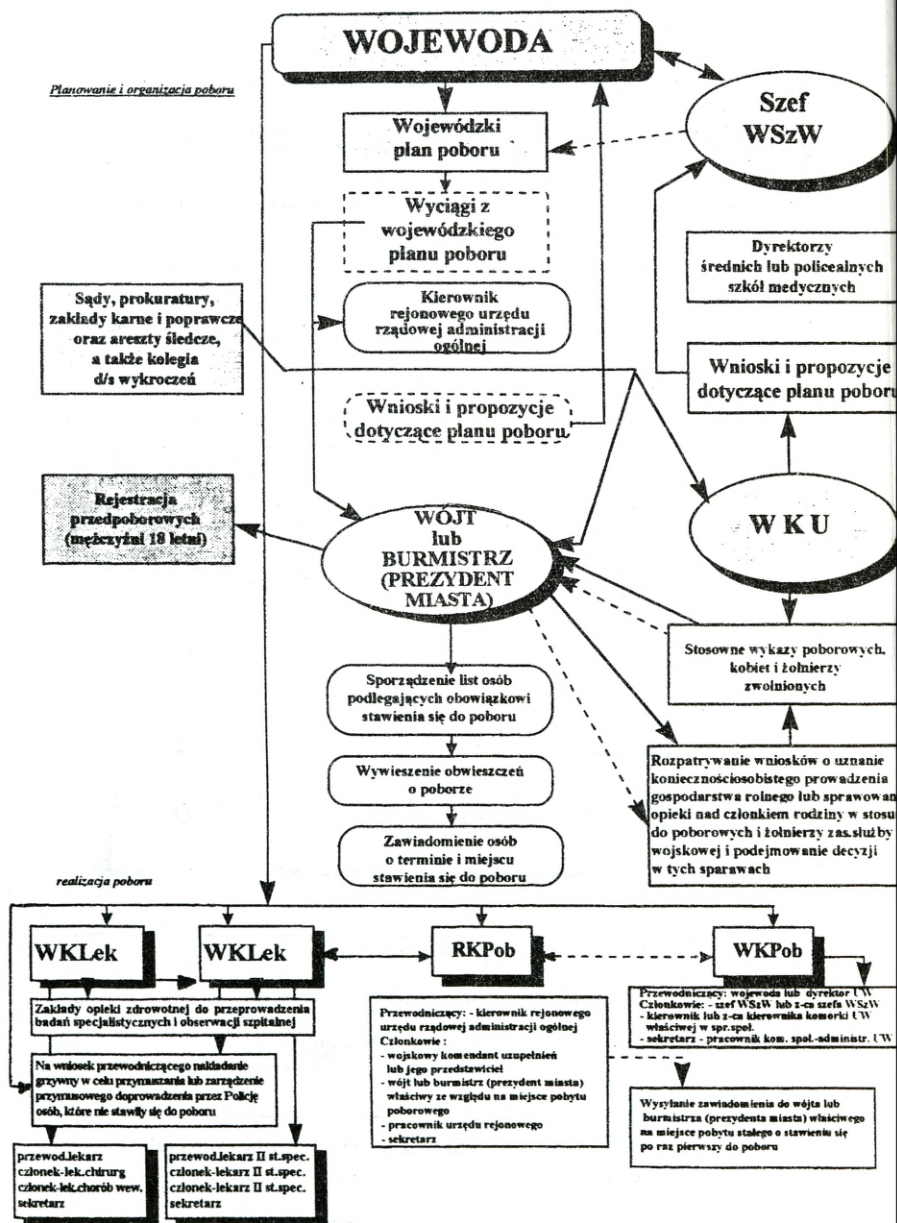 WOJEWODA
Planowanie i organizacja poboru
Szef
WSzW
Wojewódzki
plan poboru
Wyciągi z
wojewódzkiego
planu poboru
Dyrektorzy
średnich lub policealnych
szkół medycznych
Sądy, prokuratury,
zakłady karne i poprawcze
oraz areszty śledcze,
a także kolegia
d/s wykroczeń
Kierownik
rejonowego urzędu
rządowej administracji
ogólnej
Wnioski i propozycje
dotyczące planu poboru
Wnioski i propozycje
dotyczące planu poboru
Rejestracja
przedpoborowych
(mężczyźni 18 letni)
WÓJT
lub
BURMISTRZ
(PREZYDENT
MIASTA)
W K U
Stosowne wykazy poborowych,
kobiet i żołnierzy
zwolnionych
Sporządzenie list osób
podlegających obowiązkowi
stawienia się do poboru
Wywieszenie obwieszczeń
o poborze
Zawiadomienie osób
o terminie i miejscu
stawienia się do poboru
Rozpatrywanie wniosków o uznanie
koniecznościosobistego prowadzenia
gospodarstwa rolnego lub sprawowan
opieki nad członkiem rodziny w stosu
do poborowych i żołnierzy zas.służby
wojskowej i podejmowanie decyzji
w tych sparawach
realizacja poboru
WKLek
WKLek
RKPob
WKPob
Zakłady opieki zdrowotnej do przeprowadzenia
badań specjalistycznych i obserwacji szpitalnej
Na wniosek przewodniczącego nakładanie
grzywny w celu przymuszania lub zarządzenie
przymusowego doprowadzenia przez Policję
osób, które nie stawiły się do poboru
przewod.lekarz
członek-lek.chirurg
członek-lek.chorób wew.
sekretarz
przewod.lekarz II st.spec.
członek-lekarz II st.spec.
członek-lekarz II st.spec.
sekretarz
Przewodniczący: - kierownik rejonowego
urzędu rządowej administracji ogólnej
Członkowie :
- wojskowy komendant uzupełnień
lub jego przedstawiciel
- wójt lub burmistrz (prezydent miasta)
właściwy ze względu na miejsce pobytu
poborowego
- pracownik urzędu rejonowego
- sekretarz
Przewodniczący: wojewoda lub dyrektor UW
Członkowie: - szef WSzW lub z-ca szefa WSzW
- kierownik lub z-ca kierownika komórki UW
właściwej w spr.społ.
- sekretarz - pracownik kom. społ.-administr. UW
Wysyłanie zawiadomienia do wójta lub
burmistrza (prezydenta miasta) właściwego
na miejsce pobytu stałego o stawieniu się
po raz pierwszy do poboru